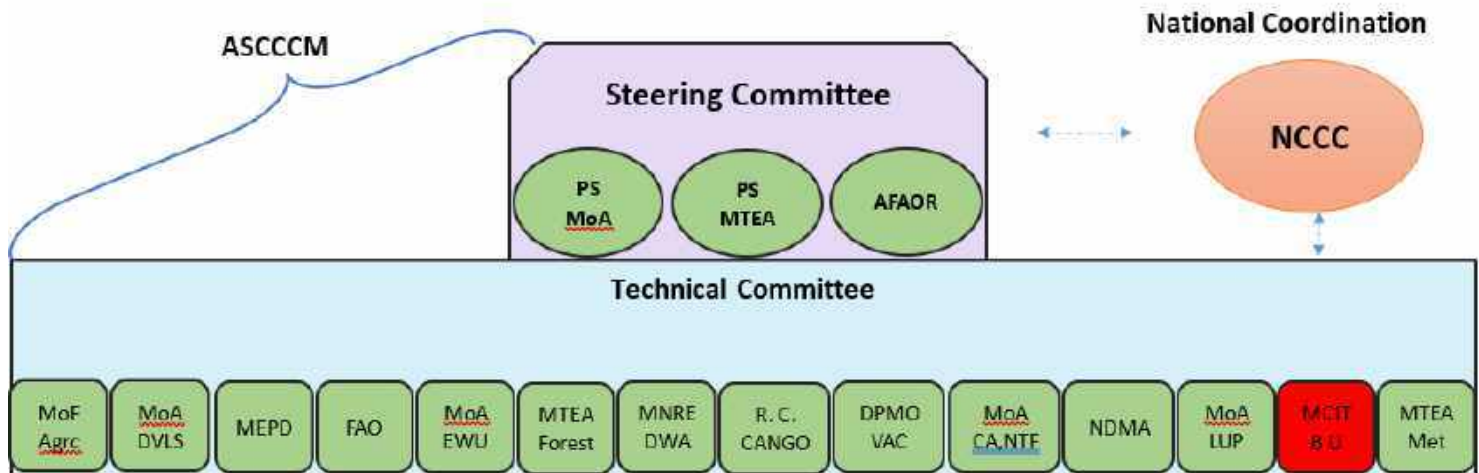 National Coordination
ASCCCM
Steering Committee
NCCC
PS
MoA
PS
MTEA
AFAOR
Technical Committee
MoF
Agrc
MoA
DVLS
MEPD
FAO
MoA
EWU
MTEA
Forest
MNRE
DWA
R. C.
CANGO
DPMO
VAC
MoA
CA,NTF
NDMA
MoA
LUP
MCIT
B U
MTEA
Met